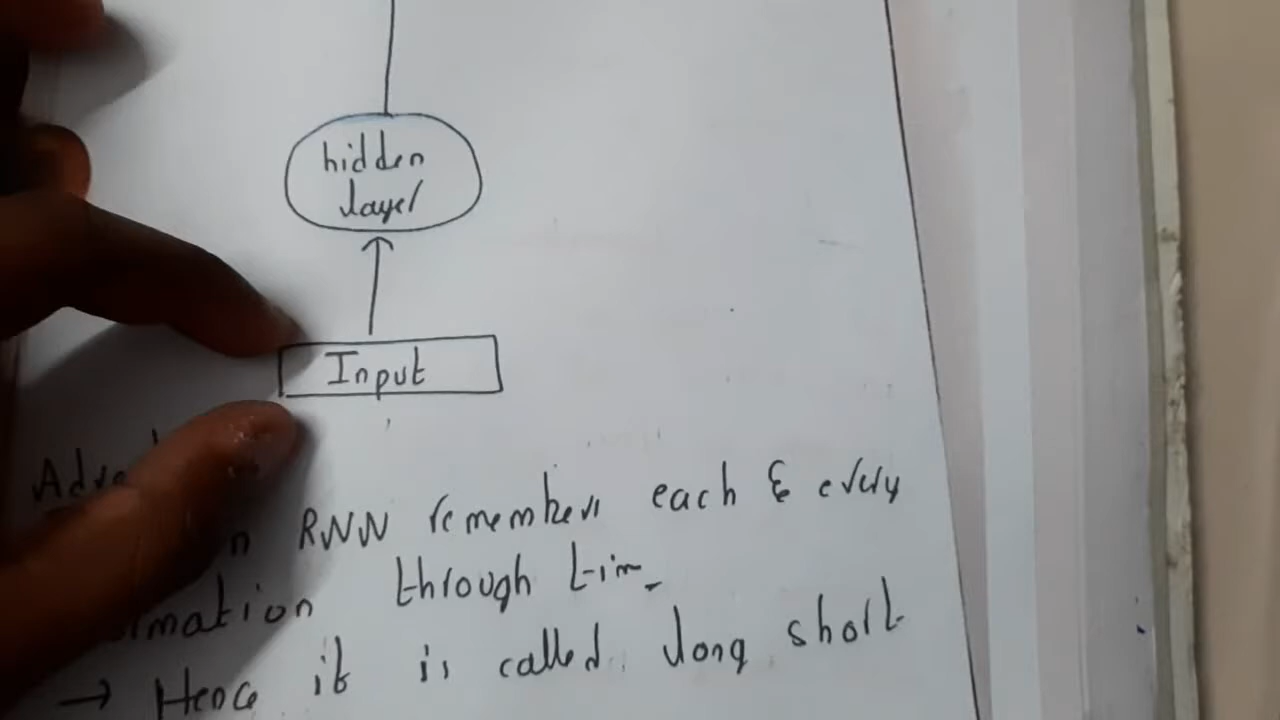 hidden
layer
Input
RNN remembers each & every
through time
→ Hence it is called long short